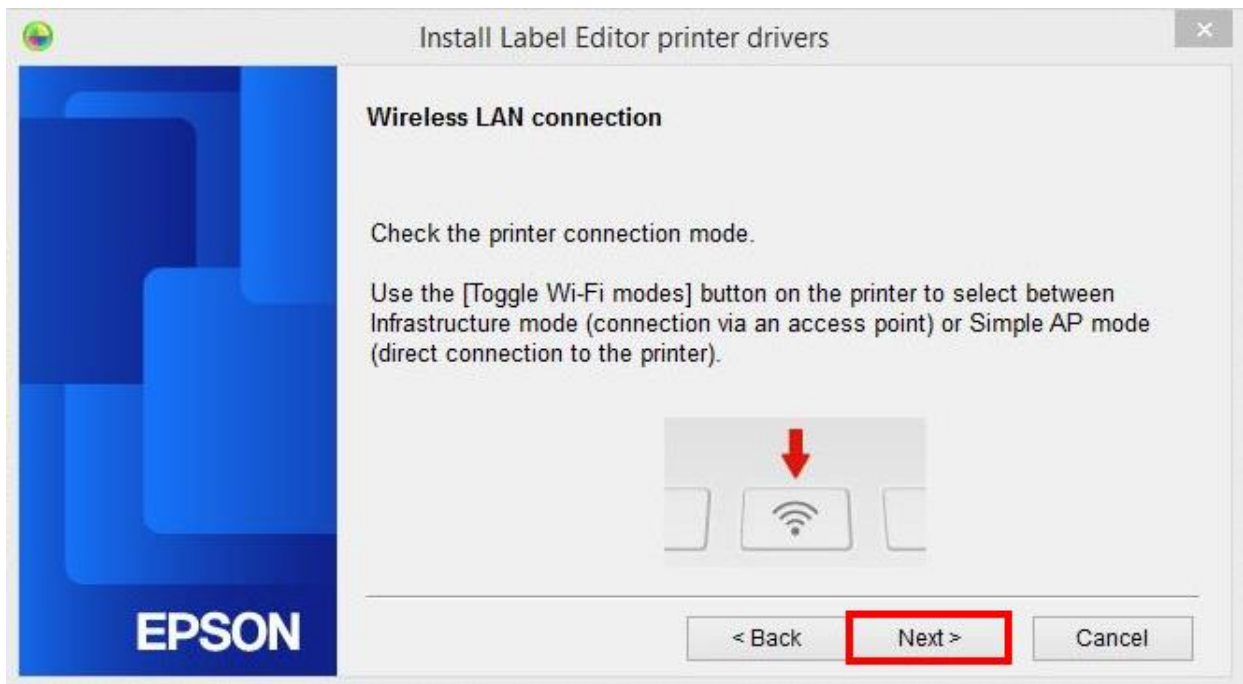 Install Label Editor printer drivers
Wireless LAN connection
Check the printer connection mode.
Use the [Toggle Wi-Fi modes] button on the printer to select between
Infrastructure mode (connection via an access point) or Simple AP mode
(direct connection to the printer).
EPSON
< Back
Next >
Cancel